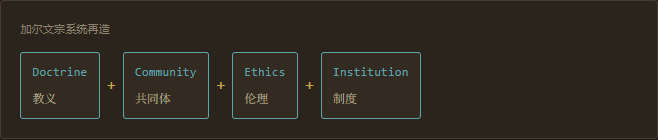 加尔文宗系统再造
Doctrine
教义
+
Community
共同体
+
Ethics
伦理
+
Institution
制度